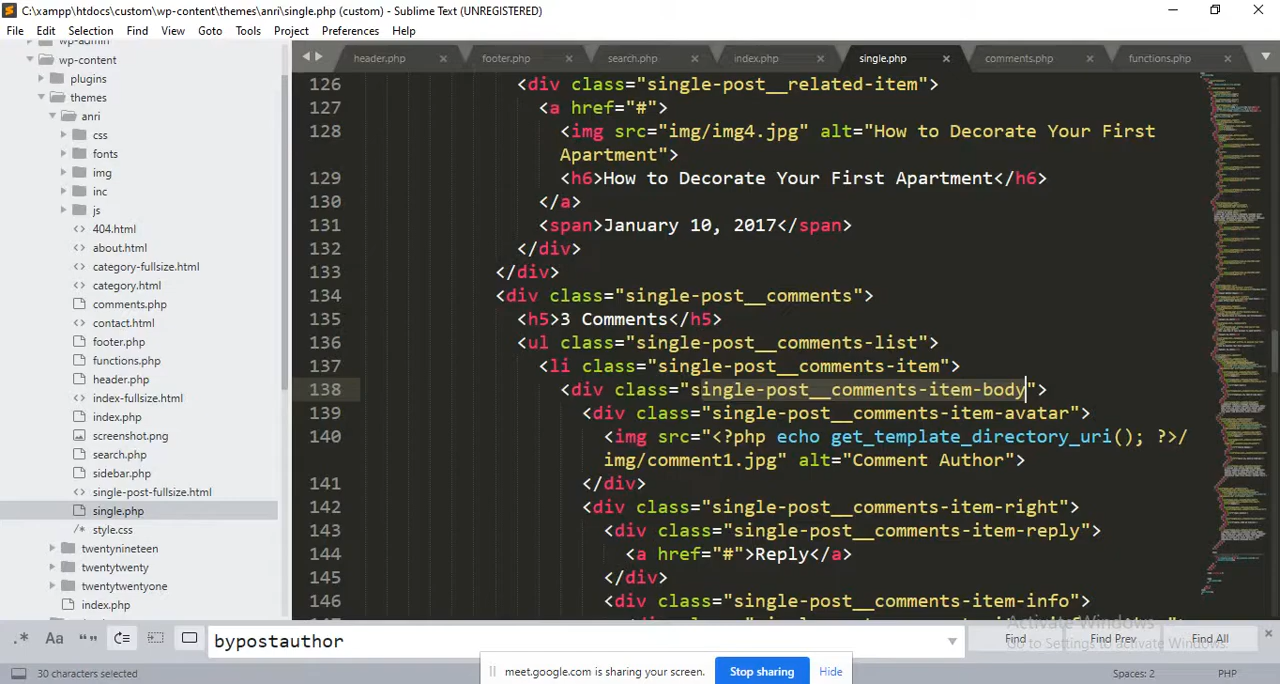 C:\xampp\htdocs\custom\wp-content\themes\anri\single.php (custom) - Sublime Text (UNREGISTERED)
File Edit Selection Find View Goto Tools Project Preferences Help
wp-admin
wp-content
plugins
themes
anri
css
fonts
img
inc
js
404.html
about.html
category-fullsize.html
category.html
comments.php
contact.html
footer.php
functions.php
header.php
index-fullsize.html
index.php
screenshot.png
search.php
sidebar.php
single-post-fullsize.html
single.php
style.css
twentynineteen
twentytwenty
twentytwentyone
index.php
header.php footer.php search.php index.php single.php comments.php functions.php
126 <div class="single-post__related-item">
127 <a href="#">
128 <img src="img/img4.jpg" alt="How to Decorate Your First
Apartment">
129 <h6>How to Decorate Your First Apartment</h6>
130 </a>
131 <span>January 10, 2017</span>
132 </div>
133 </div>
134 <div class="single-post__comments">
135 <h5>3 Comments</h5>
136 <ul class="single-post__comments-list">
137 <li class="single-post__comments-item">
138 <div class="single-post__comments-item-body">
139 <div class="single-post__comments-item-avatar">
140 <img src="<?php echo get_template_directory_uri(); ?>/
img/comment1.jpg" alt="Comment Author">
141 </div>
142 <div class="single-post__comments-item-right">
143 <div class="single-post__comments-item-reply">
144 <a href="#">Reply</a>
145 </div>
146 <div class="single-post__comments-item-info">
Activate Windows
Go to Settings to activate Windows.
.* Aa “ ” bypostauthor Find Find Prev Find All
meet.google.com is sharing your screen. Stop sharing Hide
30 characters selected Spaces: 2 PHP